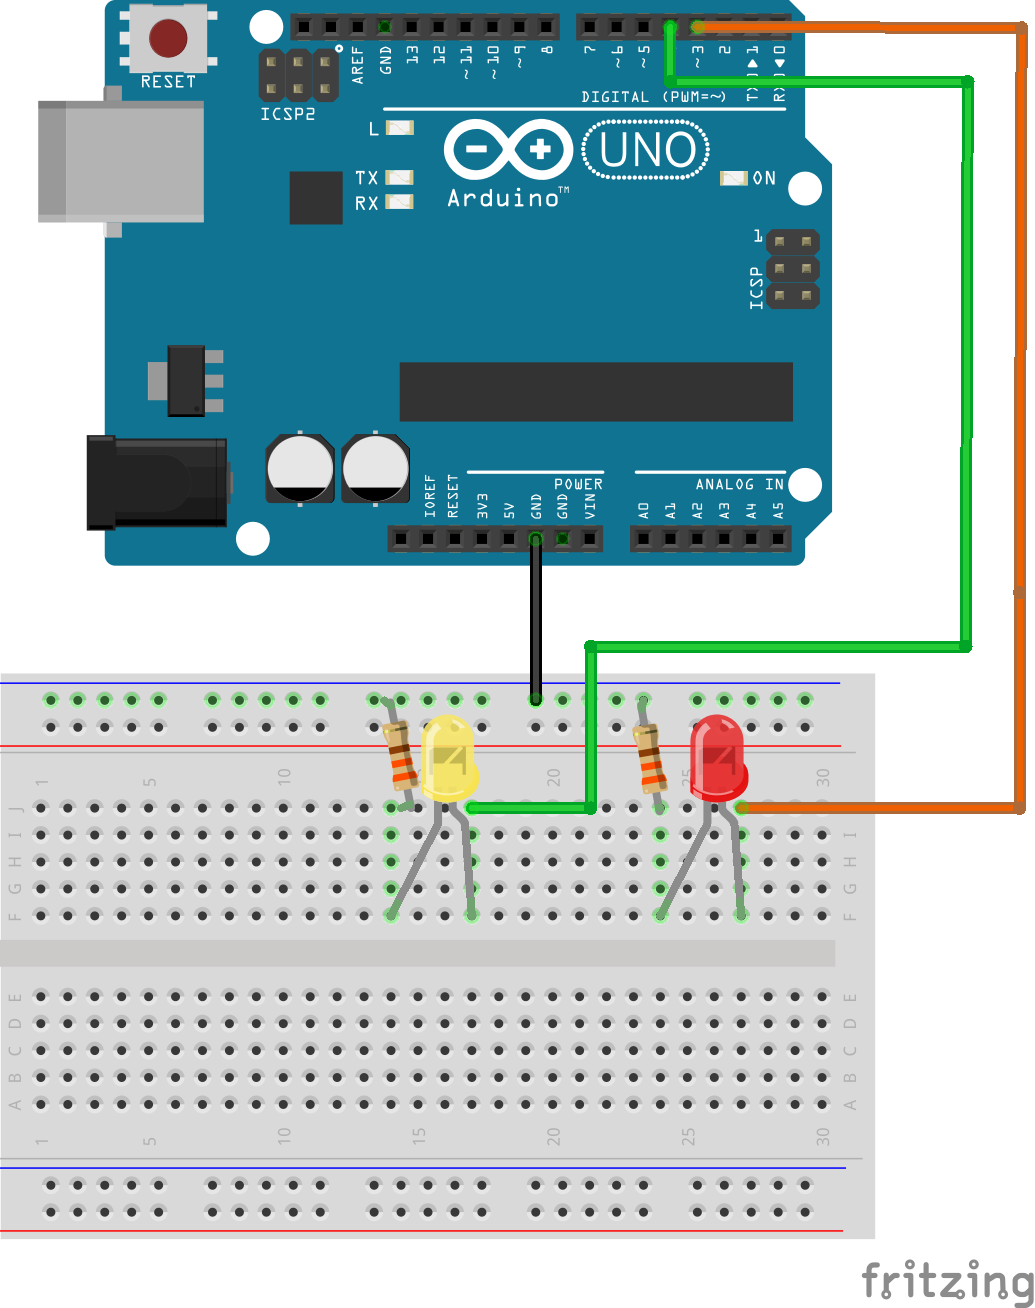 RESET
ICSP2
AREF
GND
13
12
~11
~10
~9
8
7
~6
~5
~3
2
TX 1
RX 0
DIGITAL (PWM=~)
L
TX
RX
Arduino™
UNO
ON
1
ICSP
IOREF
RESET
3V3
5V
GND
GND
VIN
POWER
ANALOG IN
A0
A1
A2
A3
A4
A5
1
5
10
20
25
30
J
I
H
G
F
J
I
H
G
F
E
D
C
B
A
E
D
C
B
A
1
5
10
15
20
25
30
fritzing